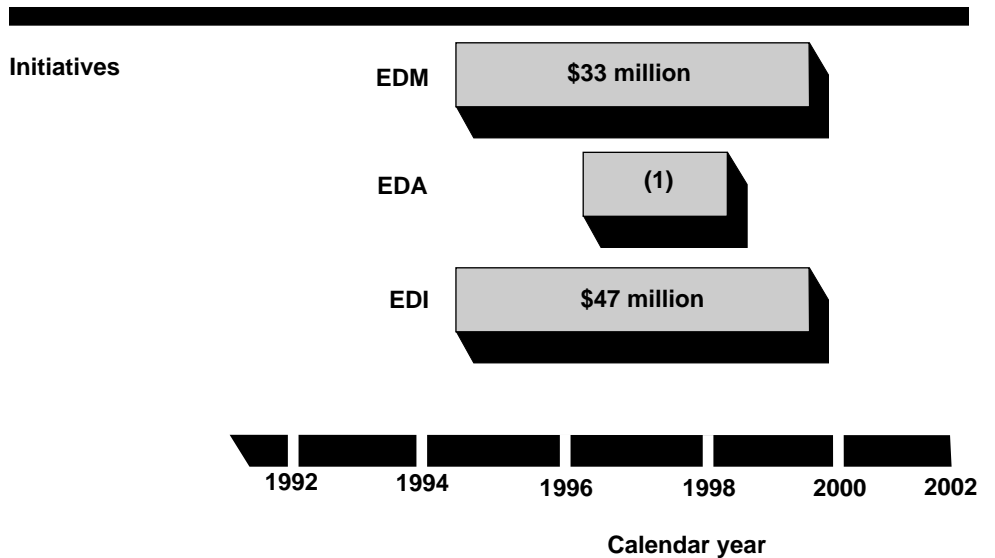 Initiatives
EDM $33 million
EDA (1)
EDI $47 million
1992 1994 1996 1998 2000 2002
Calendar year